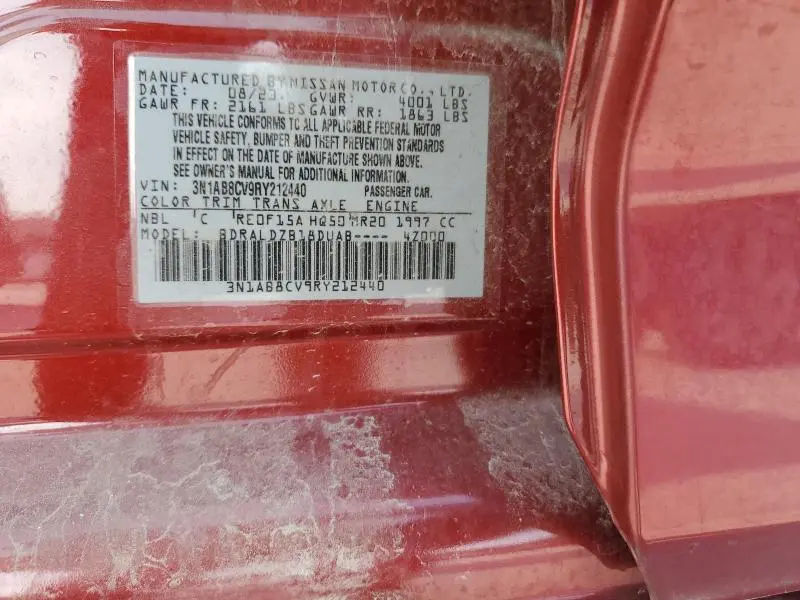 MANUFACTURED BY NISSAN MOTOR CO., LTD.
DATE: 08/23 GVWR: 4001 LBS
GAWR FR: 2161 LBS GAWR RR: 1863 LBS
THIS VEHICLE CONFORMS TO ALL APPLICABLE FEDERAL MOTOR
VEHICLE SAFETY, BUMPER AND THEFT PREVENTION STANDARDS
IN EFFECT ON THE DATE OF MANUFACTURE SHOWN ABOVE.
SEE OWNER'S MANUAL FOR ADDITIONAL INFORMATION.
VIN: 3N1AB8CV9RY212440 PASSENGER CAR.
COLOR TRIM TRANS AXLE ENGINE
NBL 'C 'RE0F15A HQ50'MR20 1997 CC
MODEL: BDRALDZB18DUAB---- 4Z000
3N1AB8CV9RY212440